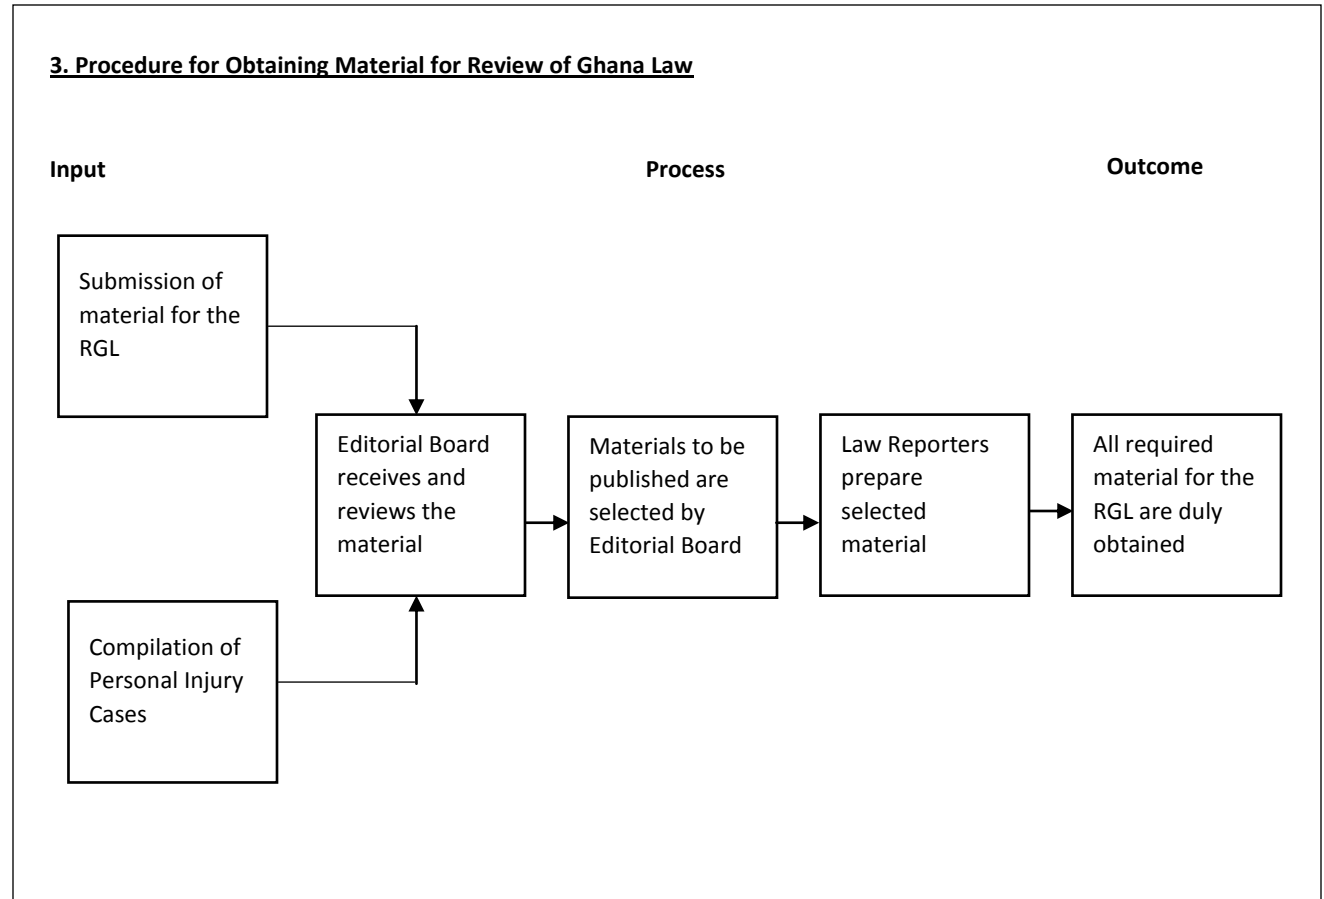 3. Procedure for Obtaining Material for Review of Ghana Law
Input
Process
Outcome
Submission of
material for the
RGL
Editorial Board
receives and
reviews the
material
Materials to be
published are
selected by
Editorial Board
Law Reporters
prepare
selected
material
All required
material for the
RGL are duly
obtained
Compilation of
Personal Injury
Cases